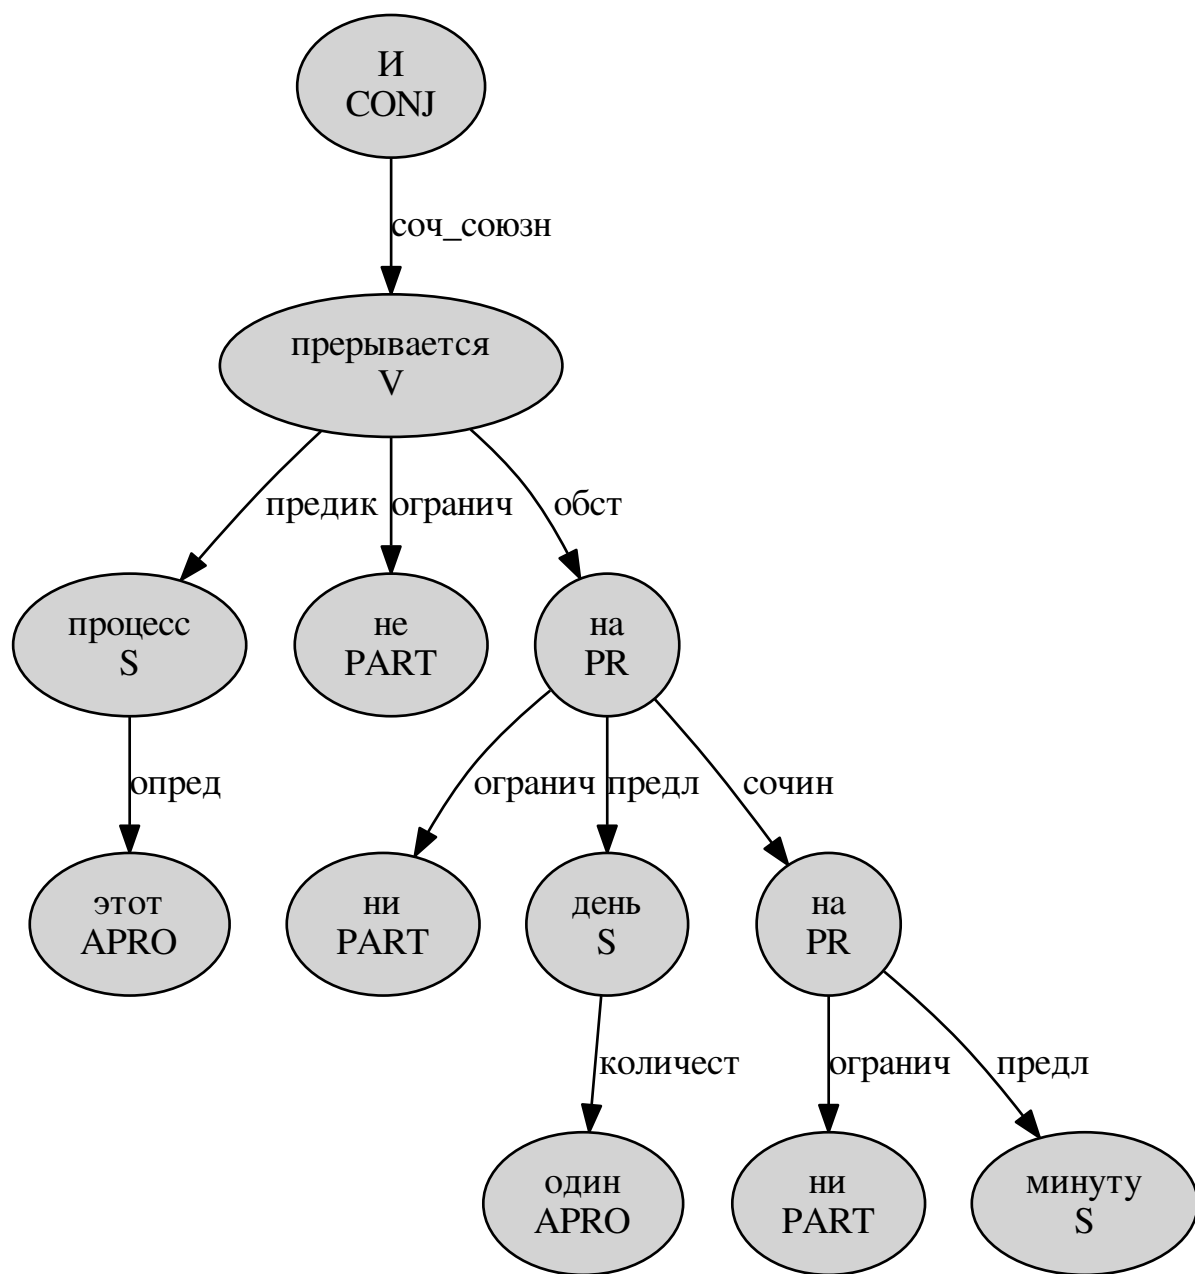 И
CONJ
соч_союзн
прерывается
V
предик
огранич
обст
процесс
S
не
PART
на
PR
опред
огранич
предл
сочин
этот
APRO
ни
PART
день
S
на
PR
количест
огранич
предл
один
APRO
ни
PART
минуту
S